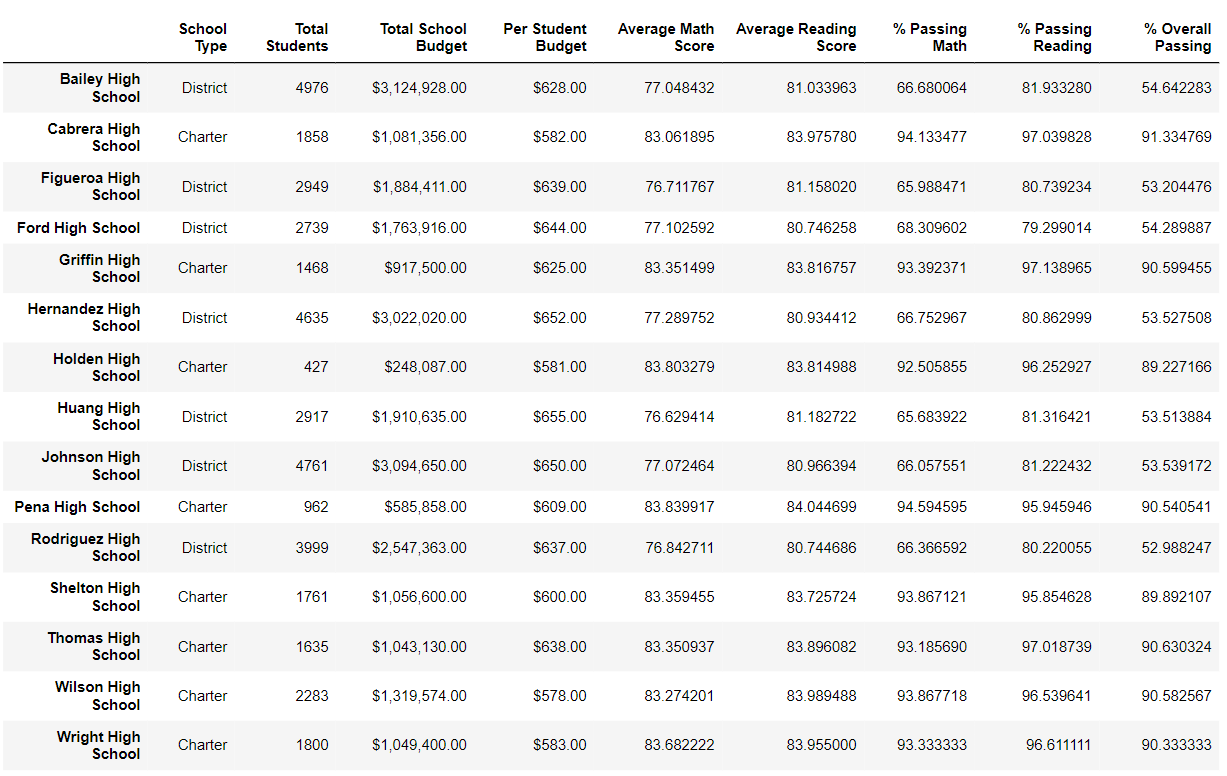 School Type Total Students Total School Budget Per Student Budget Average Math Score Average Reading Score % Passing Math % Passing Reading % Overall Passing
Bailey High School District 4976 $3,124,928.00 $628.00 77.048432 81.033963 66.680064 81.933280 54.642283
Cabrera High School Charter 1858 $1,081,356.00 $582.00 83.061895 83.975780 94.133477 97.039828 91.334769
Figueroa High School District 2949 $1,884,411.00 $639.00 76.711767 81.158020 65.988471 80.739234 53.204476
Ford High School District 2739 $1,763,916.00 $644.00 77.102592 80.746258 68.309602 79.299014 54.289887
Griffin High School Charter 1468 $917,500.00 $625.00 83.351499 83.816757 93.392371 97.138965 90.599455
Hernandez High School District 4635 $3,022,020.00 $652.00 77.289752 80.934412 66.752967 80.862999 53.527508
Holden High School Charter 427 $248,087.00 $581.00 83.803279 83.814988 92.505855 96.252927 89.227166
Huang High School District 2917 $1,910,635.00 $655.00 76.629414 81.182722 65.683922 81.316421 53.513884
Johnson High School District 4761 $3,094,650.00 $650.00 77.072464 80.966394 66.057551 81.222432 53.539172
Pena High School Charter 962 $585,858.00 $609.00 83.839917 84.044699 94.594595 95.945946 90.540541
Rodriguez High School District 3999 $2,547,363.00 $637.00 76.842711 80.744686 66.366592 80.220055 52.988247
Shelton High School Charter 1761 $1,056,600.00 $600.00 83.359455 83.725724 93.867121 95.854628 89.892107
Thomas High School Charter 1635 $1,043,130.00 $638.00 83.350937 83.896082 93.185690 97.018739 90.630324
Wilson High School Charter 2283 $1,319,574.00 $578.00 83.274201 83.989488 93.867718 96.539641 90.582567
Wright High School Charter 1800 $1,049,400.00 $583.00 83.682222 83.955000 93.333333 96.611111 90.333333